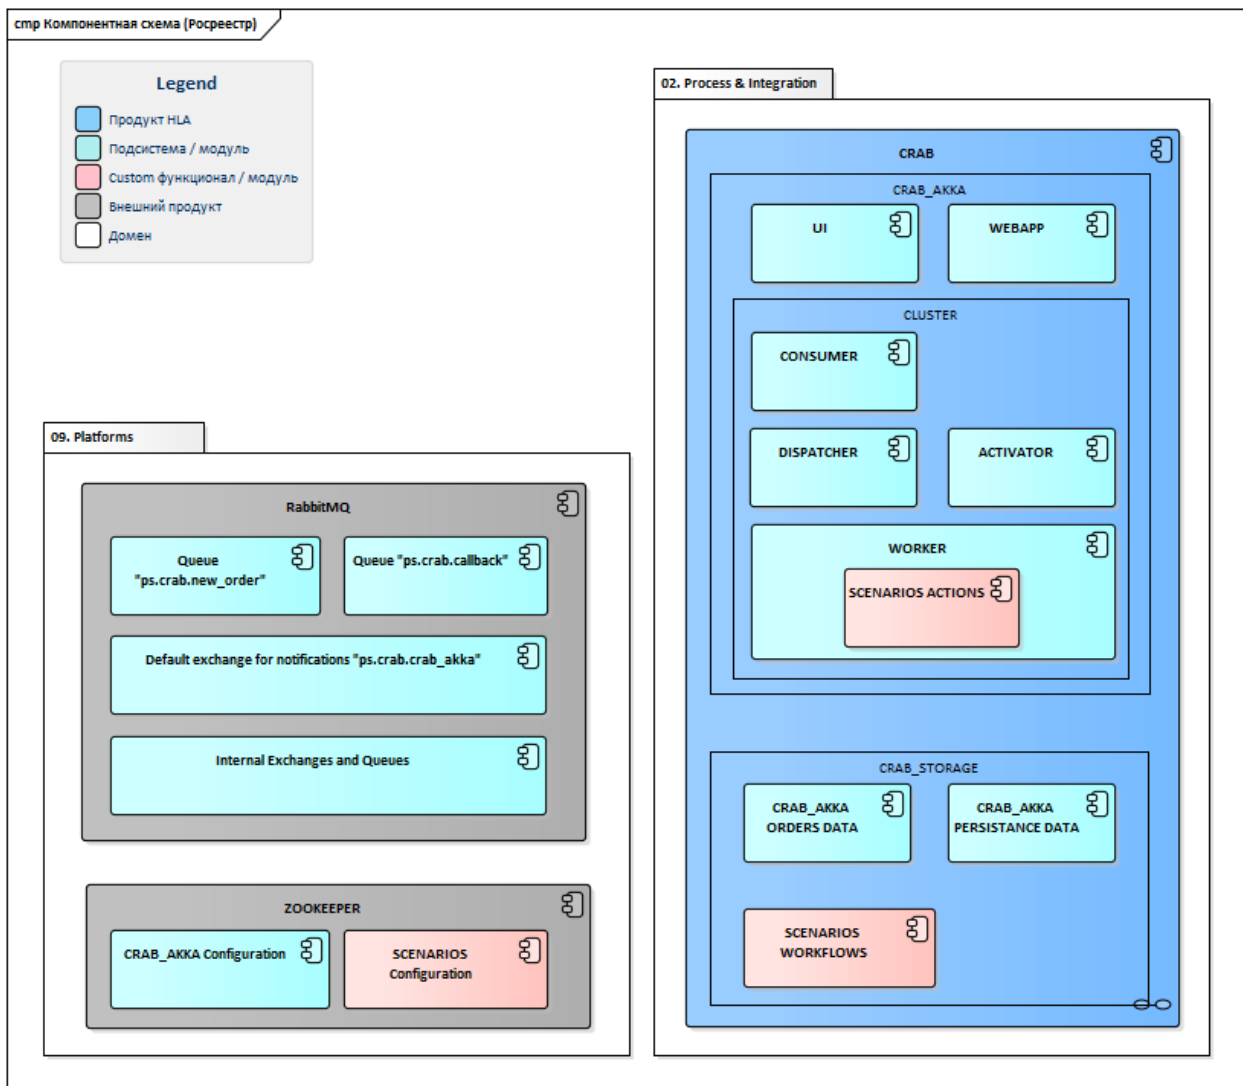 cmp Компонентная схема (Росреестр)
Legend
Продукт HLA
Подсистема / модуль
Custom функционал / модуль
Внешний продукт
Домен
02. Process & Integration
CRAB
CRAB_AKKA
UI
WEBAPP
CLUSTER
CONSUMER
DISPATCHER
ACTIVATOR
WORKER
SCENARIOS ACTIONS
CRAB_STORAGE
CRAB_AKKA
ORDERS DATA
CRAB_AKKA
PERSISTANCE DATA
SCENARIOS
WORKFLOWS
09. Platforms
RabbitMQ
Queue
"ps.crab.new_order"
Queue "ps.crab.callback"
Default exchange for notifications "ps.crab.crab_akka"
Internal Exchanges and Queues
ZOOKEEPER
CRAB_AKKA Configuration
SCENARIOS
Configuration